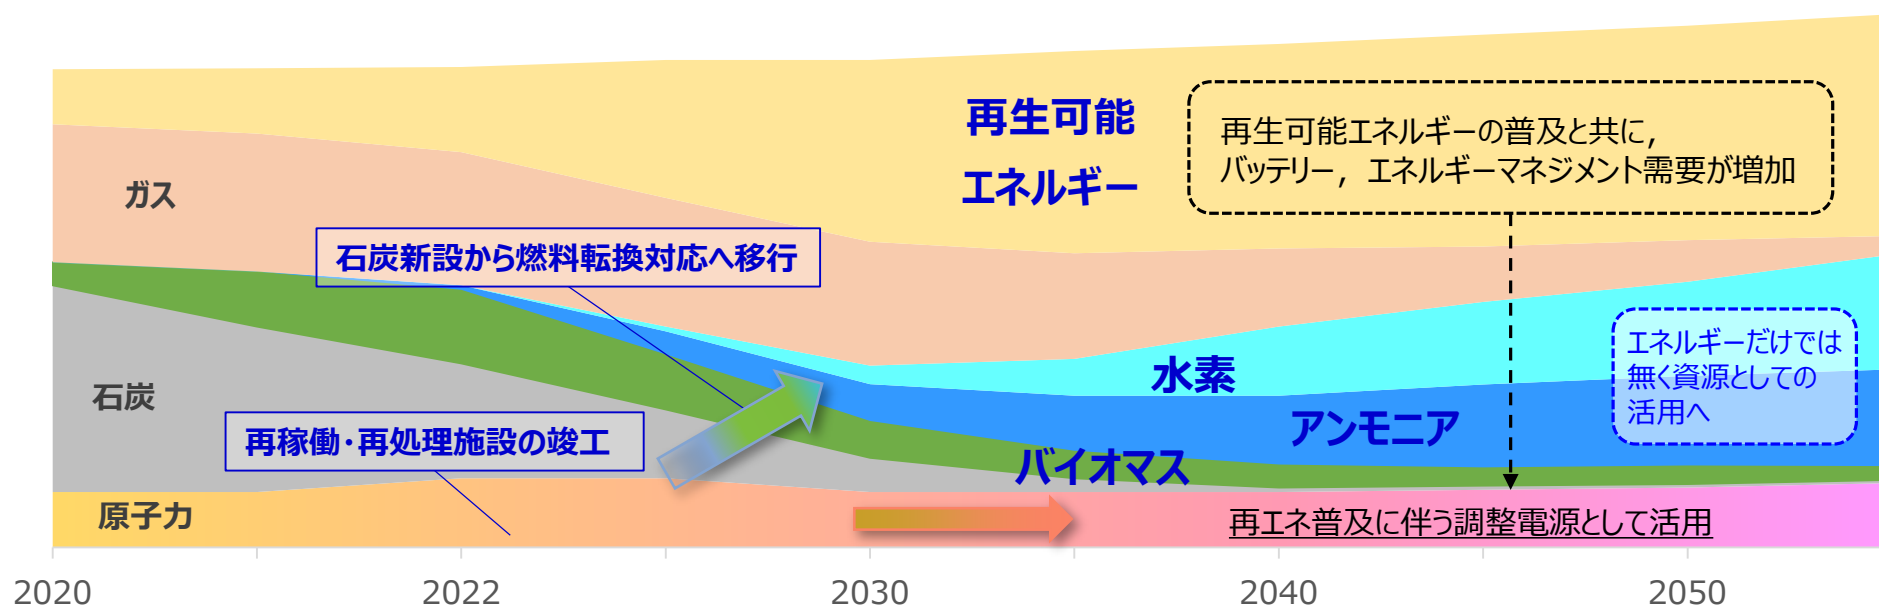 再生可能
エネルギー
再生可能エネルギーの普及と共に,
バッテリー, エネルギーマネジメント需要が増加
ガス
石炭新設から燃料転換対応へ移行
エネルギーだけでは
無く資源としての
活用へ
水素
石炭
アンモニア
再稼働・再処理施設の竣工
バイオマス
原子力
再エネ普及に伴う調整電源として活用
2020
2022
2030
2040
2050